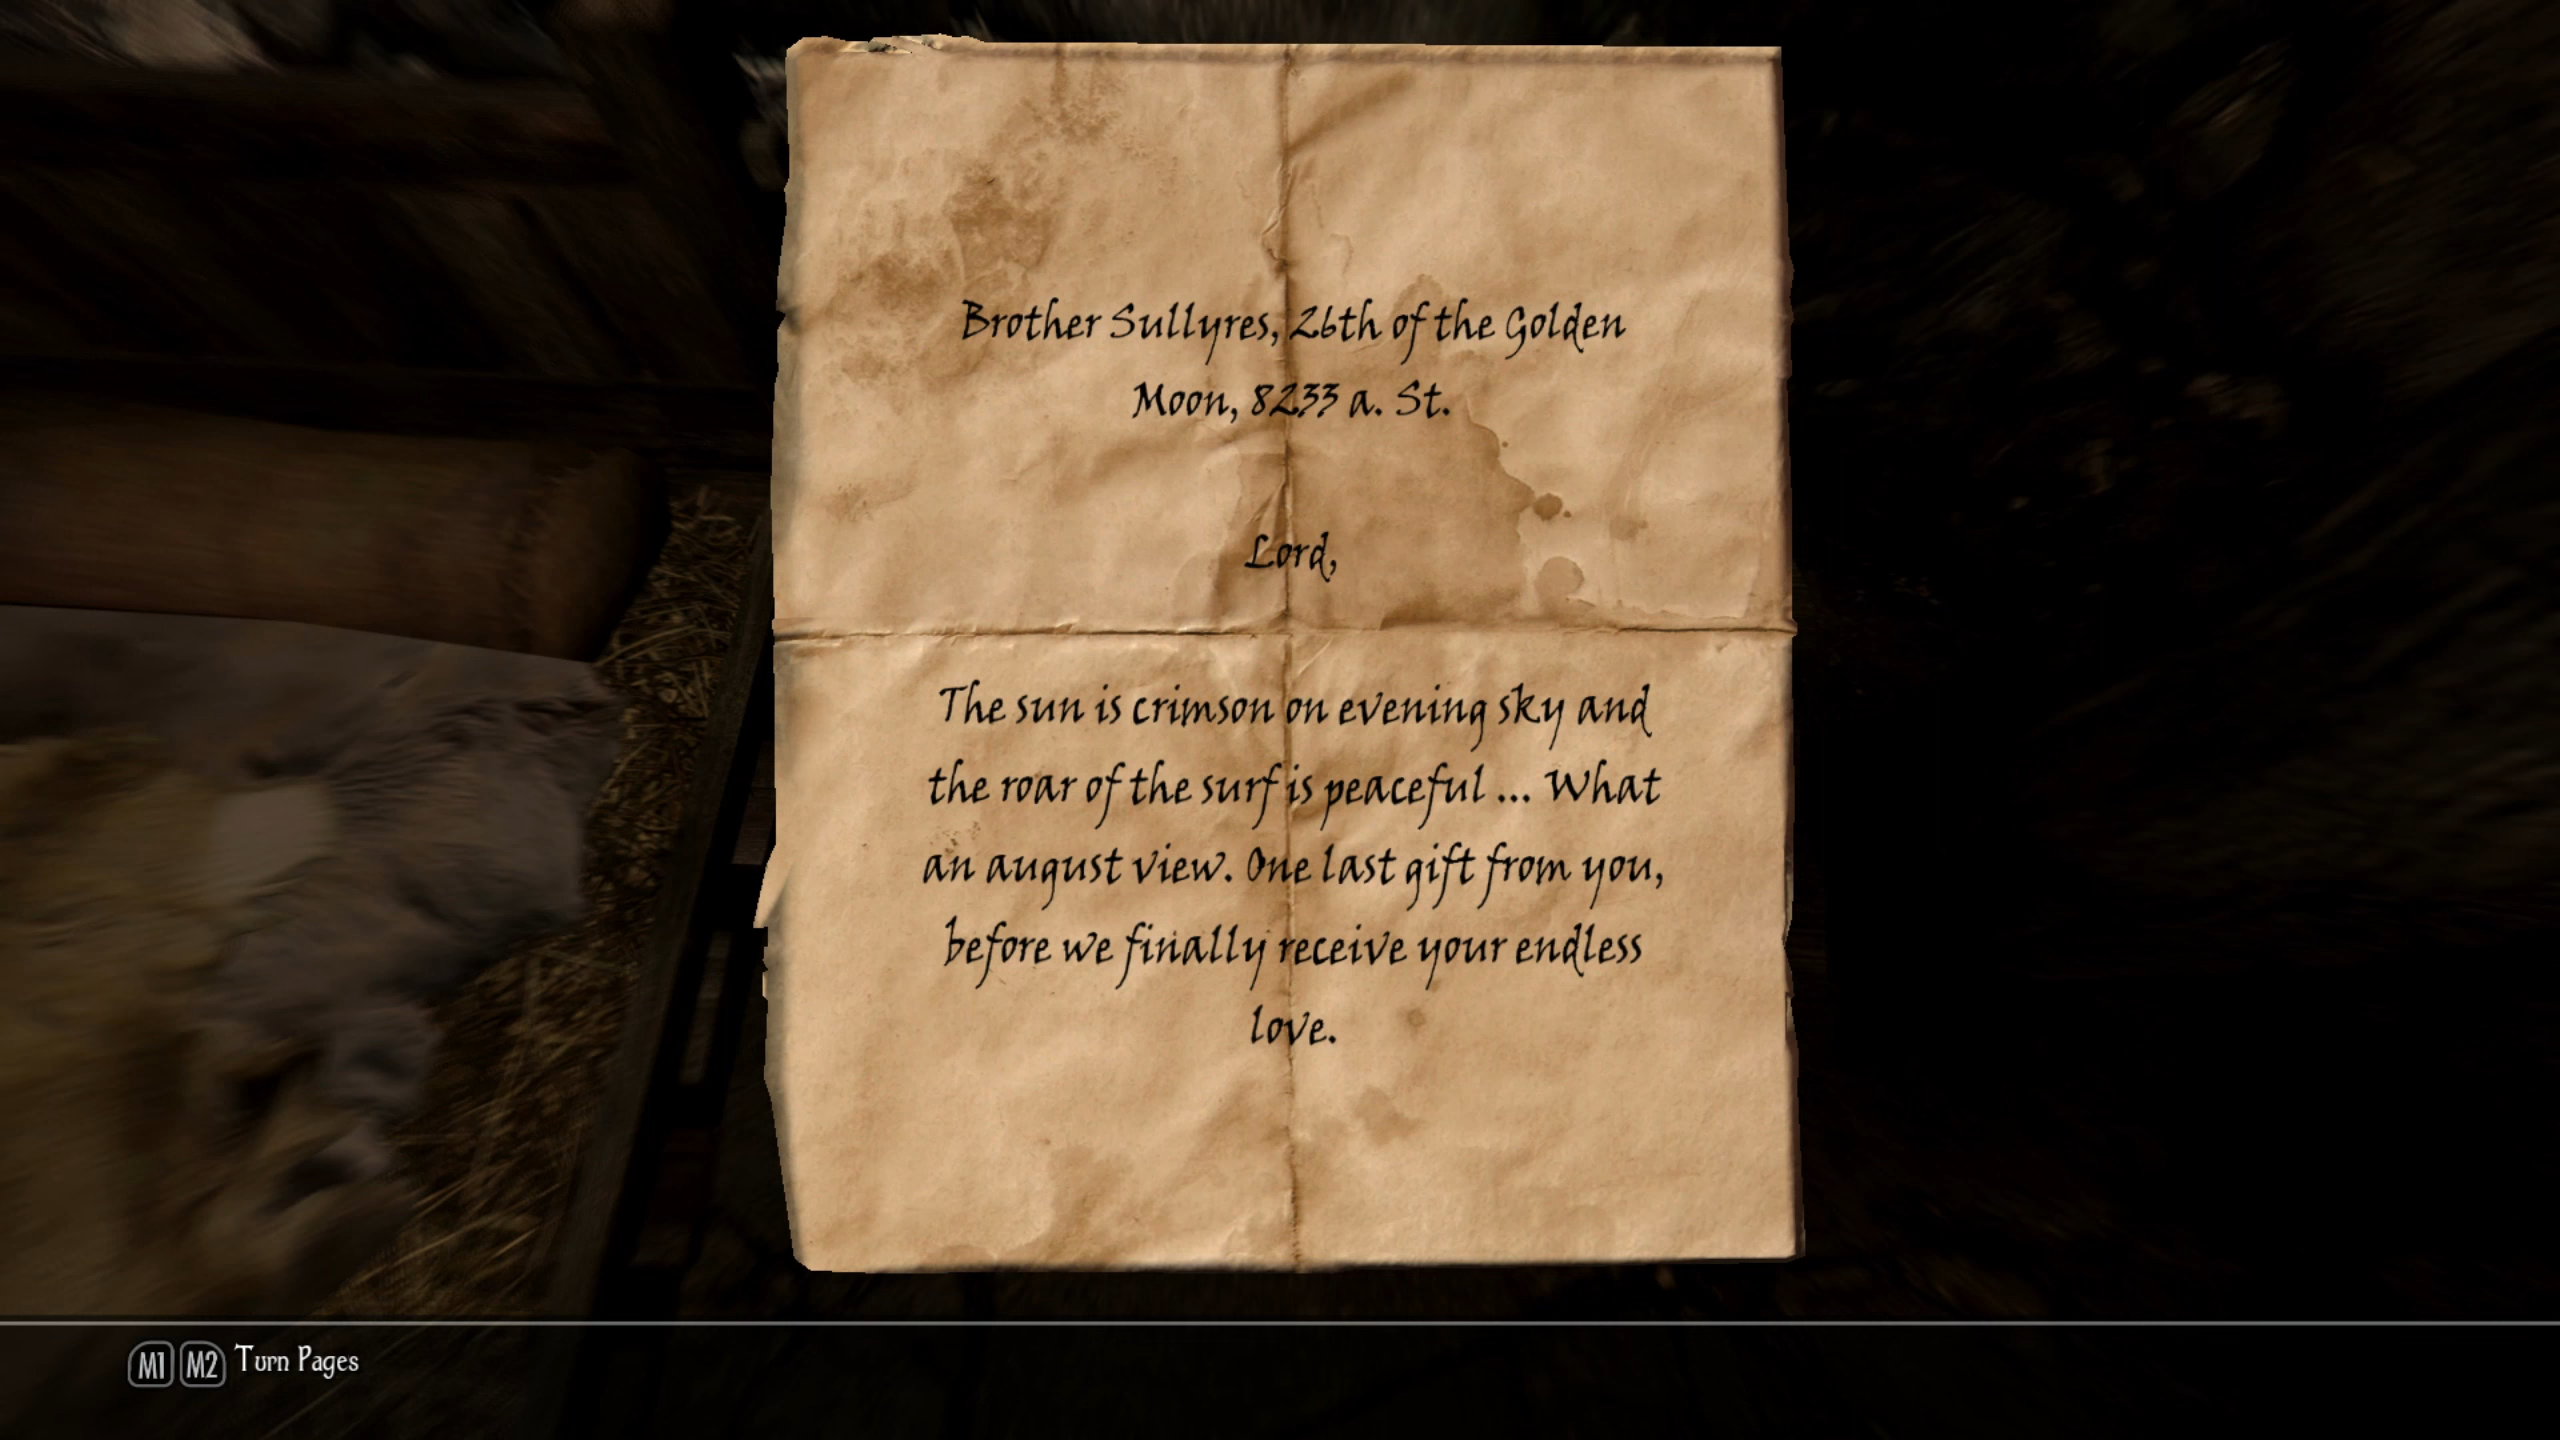 Brother Sullyres, 26th of the Golden
Moon, 8233 a. St.
Lord,
The sun is crimson on evening sky and
the roar of the surf is peaceful ... What
an august view. One last gift from you,
before we finally receive your endless
love.
M1 M2 Turn Pages